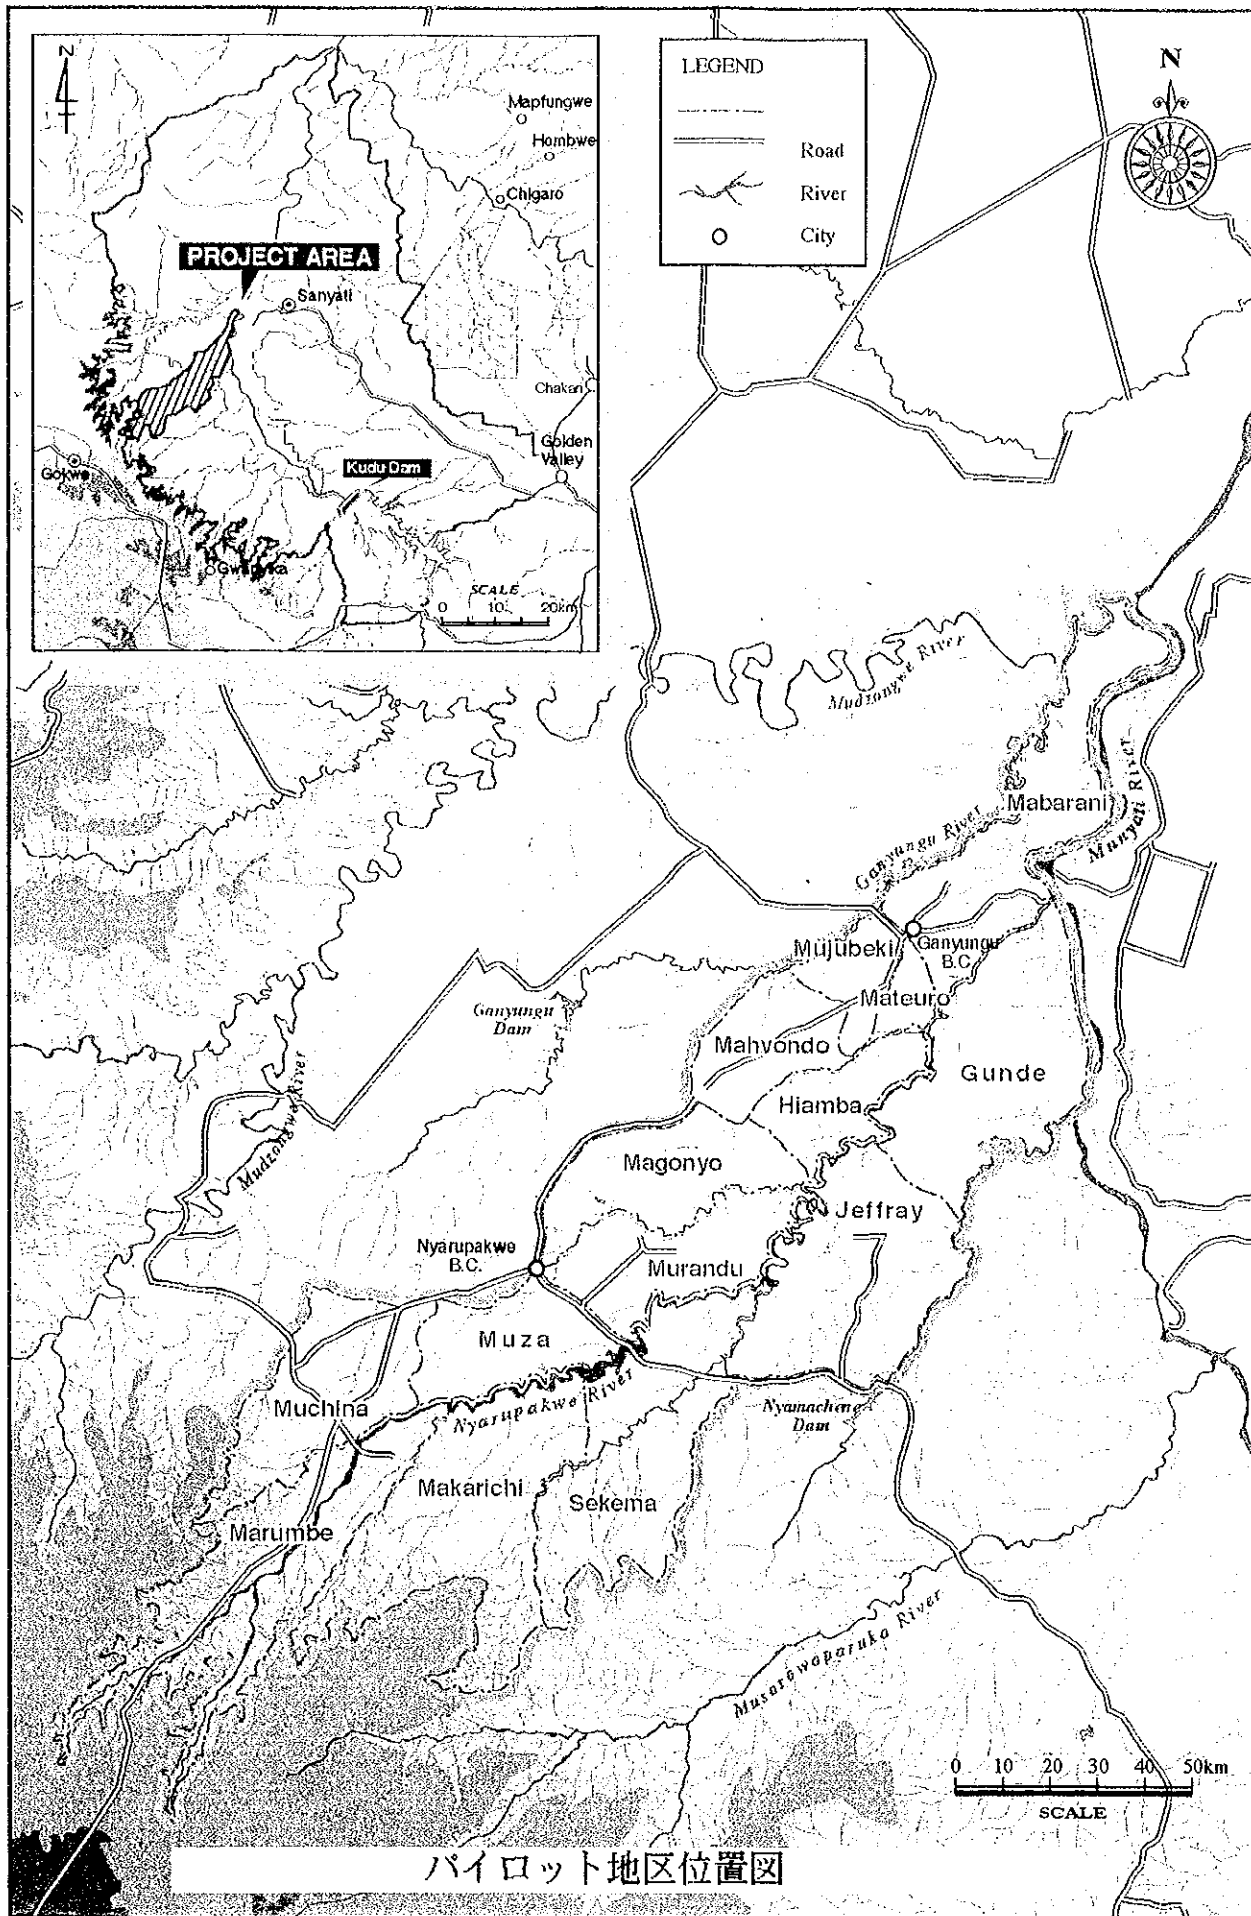 N
Mapfungwe
Hombwe
Chigaro
PROJECT AREA
Sanyati
Chakari
Golden
Valley
Gokwe
Kudu Dam
SCALE
0 10 20km
LEGEND
Road
River
City
N
Mudzongwe River
Mabarani
Munyati River
Ganyungu River
Mujubeki
Ganyungu
B.C
Mateuro
Ganyungu
Dam
Mahvondo
Gunde
Hiamba
Mudzongwe River
Magonyo
Jeffray
Nyarupakwe
B.C.
Murandu
Muza
Nyarupakwe River
Muchina
Nyamachene
Dam
Makarichi
Sekema
Marumbe
Musarowaparuka River
0 10 20 30 40 50km
SCALE
パイロット地区位置図